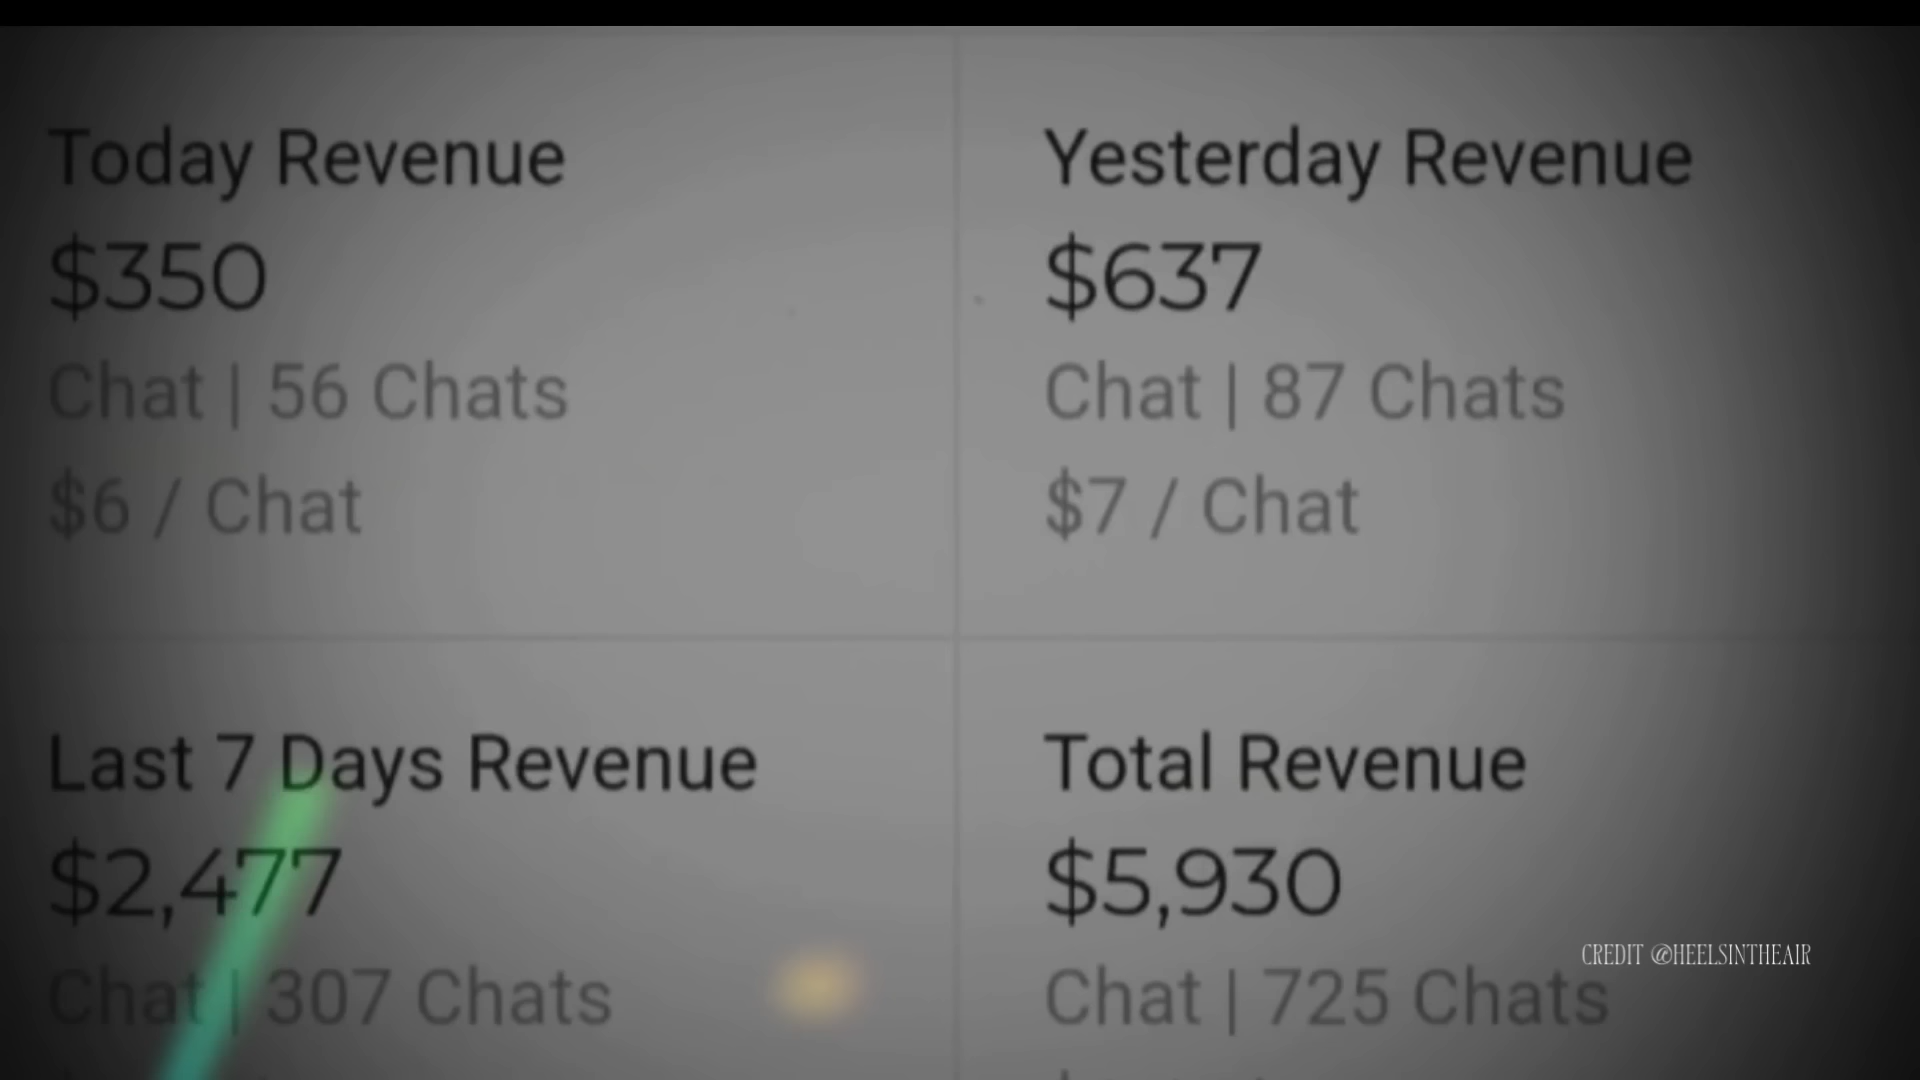 Today Revenue
$350
Chat | 56 Chats
$6 / Chat
Yesterday Revenue
$637
Chat | 87 Chats
$7 / Chat
Last 7 Days Revenue
$2,477
Chat | 307 Chats
Total Revenue
$5,930
Chat | 725 Chats
CREDIT @HEELSINTHEAIR